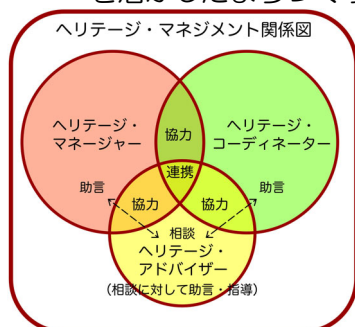 ヘリテージ・マネジメント関係図
協力
ヘリテージ・
マネージャー
ヘリテージ・
コーディネーター
連携
助言
助言
協力
協力
相談
ヘリテージ・
アドバイザー
(相談に対して助言・指導)